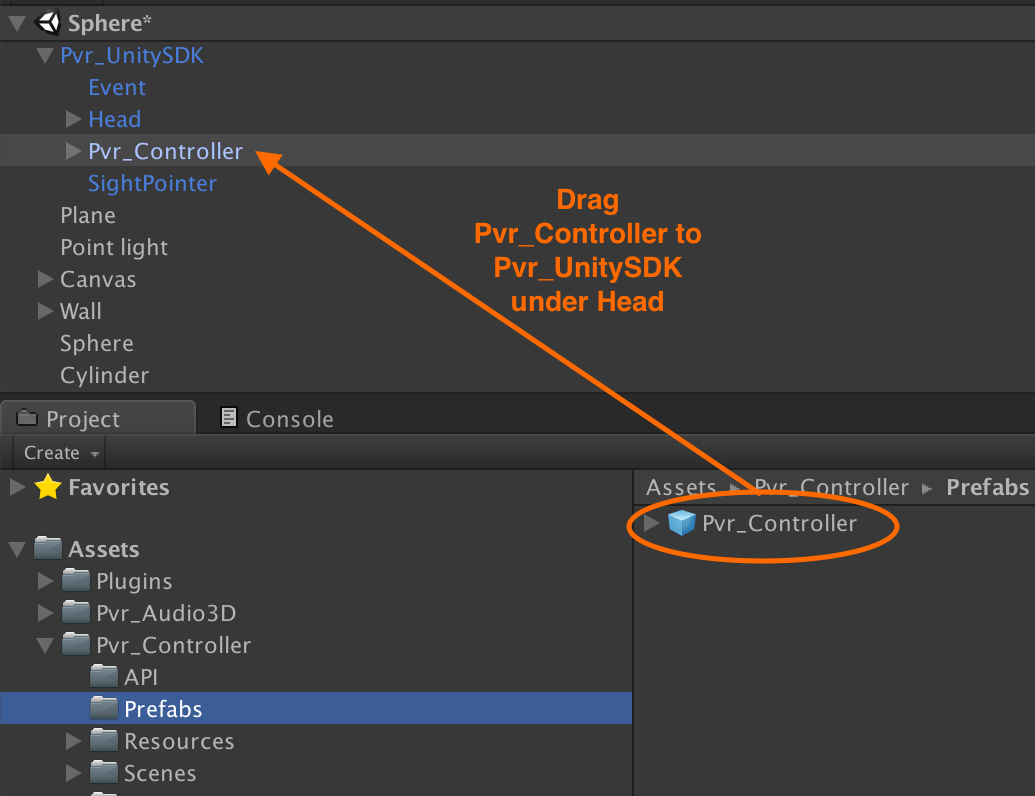 Sphere*
Pvr_UnitySDK
Event
Head
Pvr_Controller
SightPointer
Plane
Point light
Canvas
Wall
Sphere
Cylinder
Drag
Pvr_Controller to
Pvr_UnitySDK
under Head
Project
Console
Create
Favorites
Assets
Plugins
Pvr_Audio3D
Pvr_Controller
API
Prefabs
Resources
Scenes
Assets Pvr_Controller Prefabs
Pvr_Controller